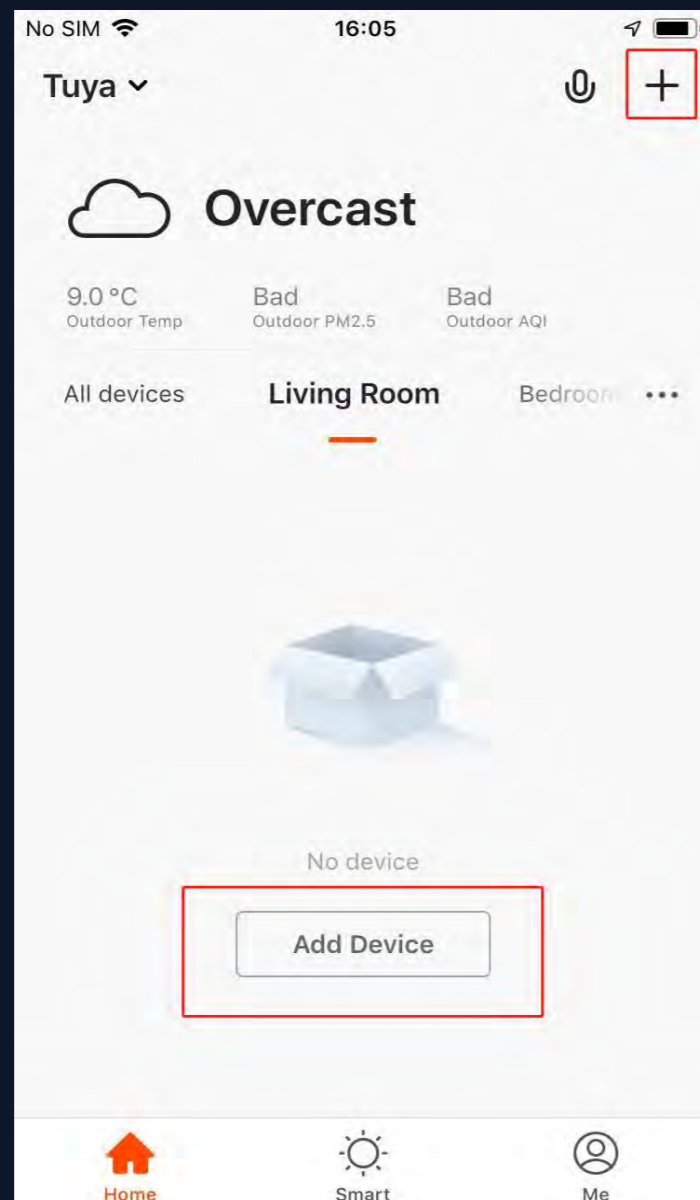 No SIM 16:05
Tuya
Overcast
9.0 °C Bad Bad
Outdoor Temp Outdoor PM2.5 Outdoor AQI
All devices Living Room Bedroom
No device
Add Device
Home Smart Me